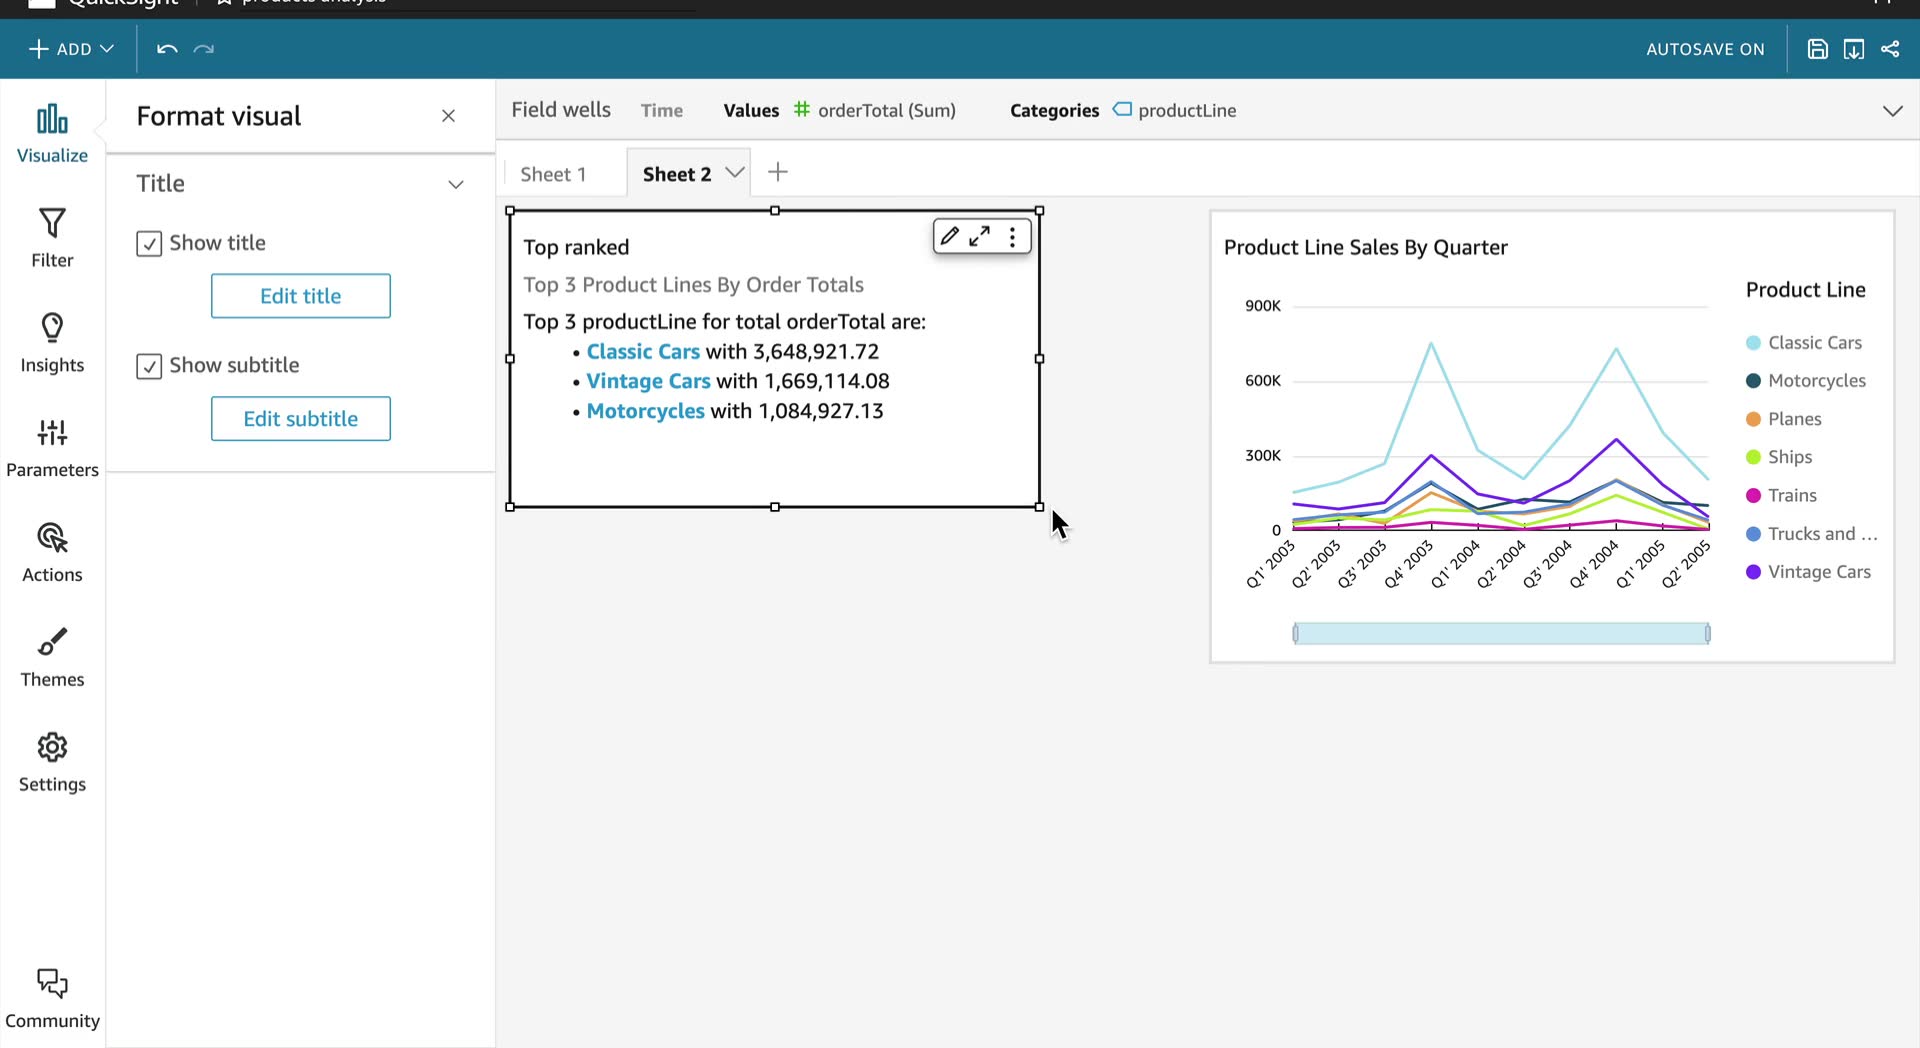 QuickSight products analysis
ADD AUTOSAVE ON
Visualize
Filter
Insights
Parameters
Actions
Themes
Settings
Community
Format visual
Title
Show title
Edit title
Show subtitle
Edit subtitle
Field wells Time Values orderTotal (Sum) Categories productLine
Sheet 1 Sheet 2
Top ranked
Top 3 Product Lines By Order Totals
Top 3 productLine for total orderTotal are:
• Classic Cars with 3,648,921.72
• Vintage Cars with 1,669,114.08
• Motorcycles with 1,084,927.13
Product Line Sales By Quarter
900K
600K
300K
0
Q1' 2003
Q2' 2003
Q3' 2003
Q4' 2003
Q1' 2004
Q2' 2004
Q3' 2004
Q4' 2004
Q1' 2005
Q2' 2005
Product Line
Classic Cars
Motorcycles
Planes
Ships
Trains
Trucks and ...
Vintage Cars